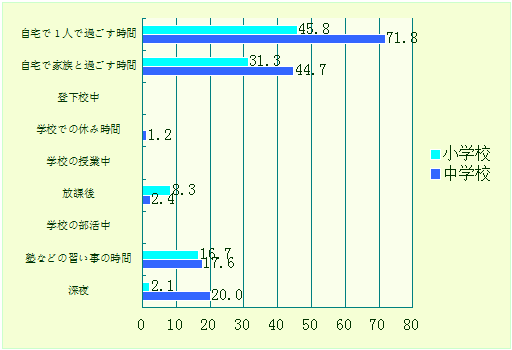 自宅で1人で過ごす時間
45.8
71.8
自宅で家族と過ごす時間
31.3
44.7
登下校中
学校での休み時間
1.2
学校の授業中
放課後
8.3
2.4
学校の部活中
塾などの習い事の時間
16.7
17.6
深夜
2.1
20.0
0 10 20 30 40 50 60 70 80
小学校
中学校